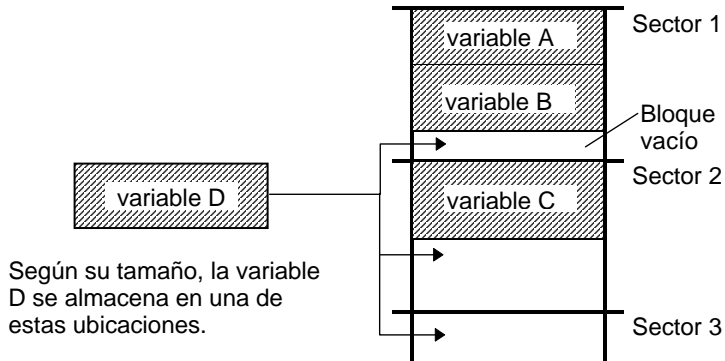 variable A
Sector 1
variable B
Bloque
vacío
Sector 2
variable C
variable D
Según su tamaño, la variable
D se almacena en una de
estas ubicaciones.
Sector 3